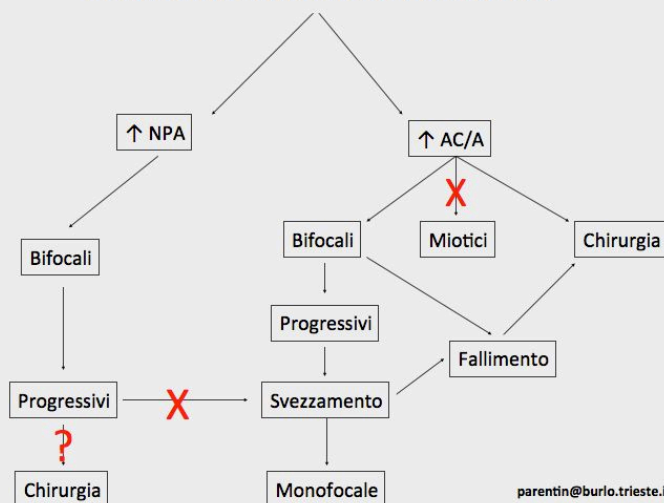 ↑ NPA
↑ AC/A
X
Bifocali
Miotici
Chirurgia
Bifocali
Progressivi
Fallimento
Progressivi
X
Svezzamento
?
Chirurgia
Monofocale
parentin@burlo.trieste.i